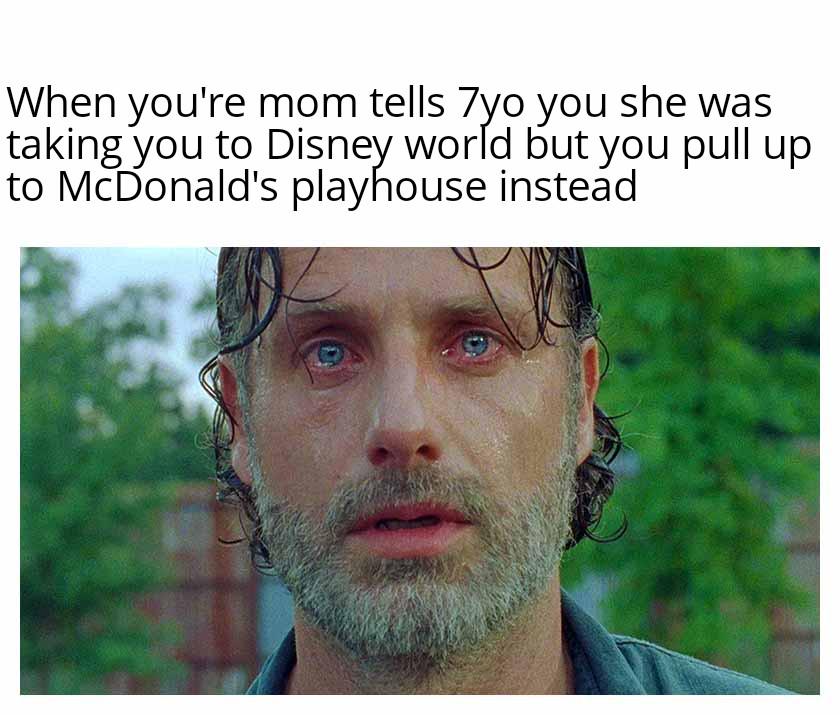 When you're mom tells 7yo you she was
taking you to Disney world but you pull up
to McDonald's playhouse instead